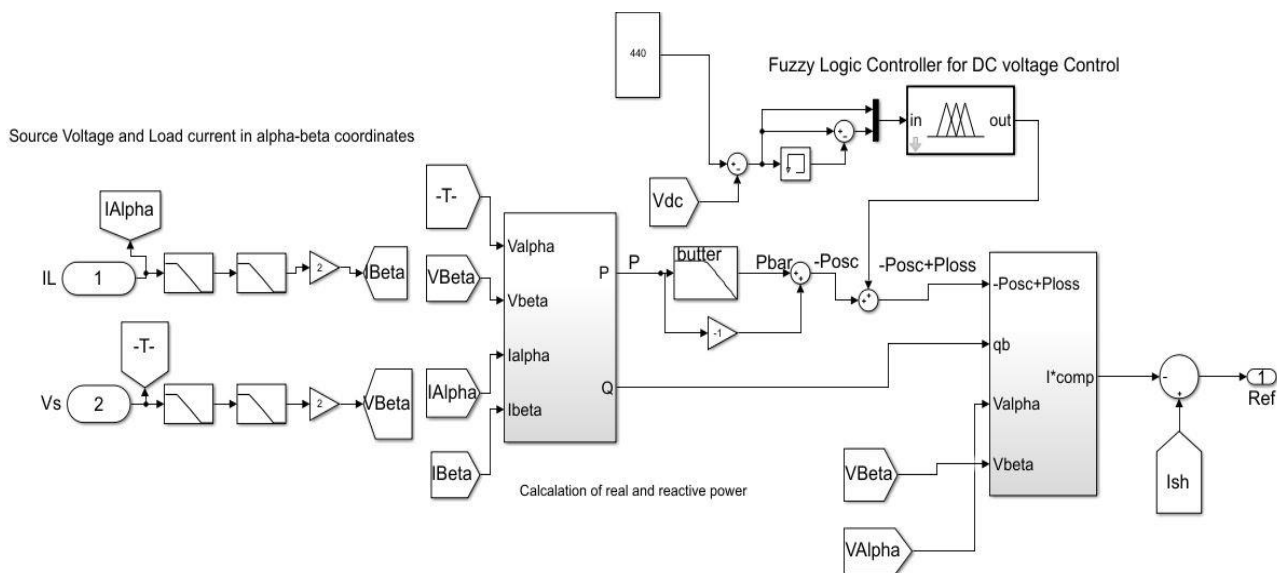 440
Fuzzy Logic Controller for DC voltage Control
in
out
Source Voltage and Load current in alpha-beta coordinates
Vdc
IAlpha
IL
1
2
IBeta
-T-
Vs
2
2
VBeta
-T-
VBeta
IAlpha
IBeta
Valpha
Vbeta
Ialpha
Ibeta
P
Q
P
butter
Pbar
-1
-Posc
-Posc+Ploss
-Posc+Ploss
qb
Valpha
Vbeta
I*comp
VBeta
VAlpha
Ish
1
Ref
Calcalation of real and reactive power